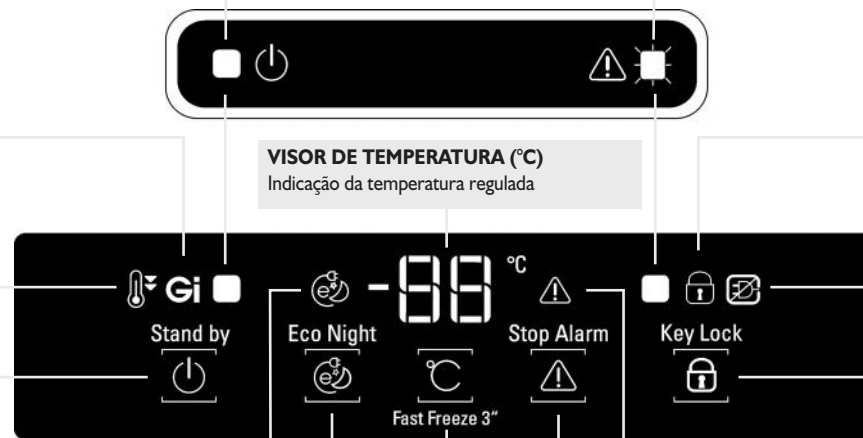 VISOR DE TEMPERATURA (°C)
Indicação da temperatura regulada
Gi
-88 °C
Stand by
Eco Night
Stop Alarm
Key Lock
e
e
°C
Fast Freeze 3“